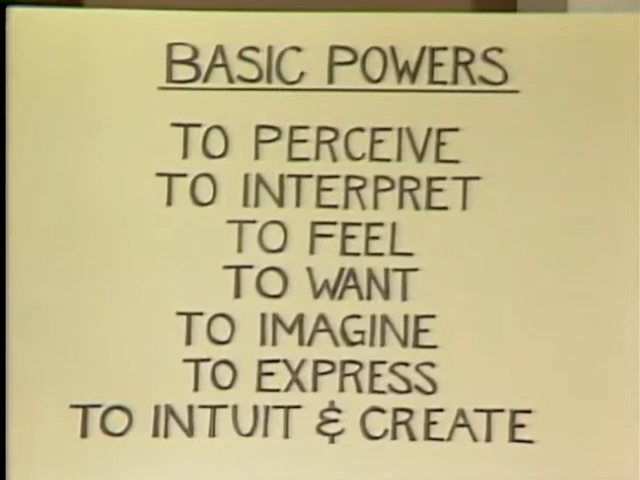 BASIC POWERS
TO PERCEIVE
TO INTERPRET
TO FEEL
TO WANT
TO IMAGINE
TO EXPRESS
TO INTUIT & CREATE